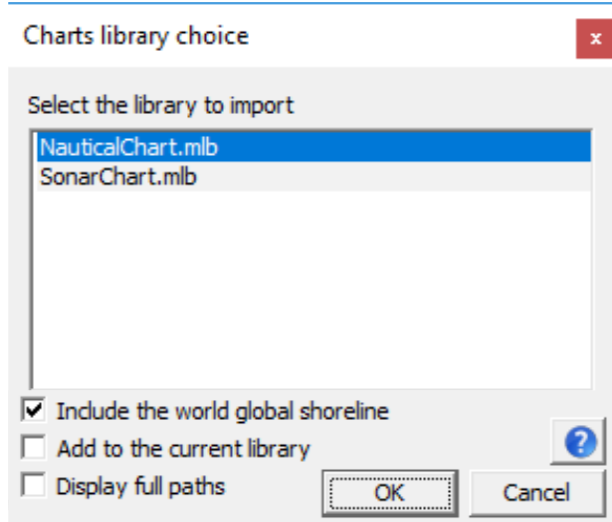 Charts library choice
x
Select the library to import
NauticalChart.mlb
SonarChart.mlb
Include the world global shoreline
Add to the current library
?
Display full paths
OK
Cancel